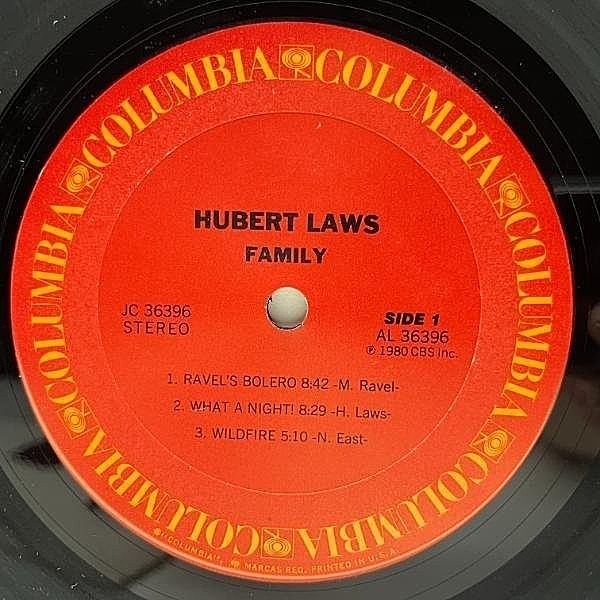 COLUMBIA COLUMBIA COLUMBIA COLUMBIA COLUMBIA COLUMBIA
HUBERT LAWS
FAMILY
JC 36396
STEREO
SIDE 1
AL 36396
℗ 1980 CBS Inc.
1. RAVEL'S BOLERO 8:42 -M. Ravel-
2. WHAT A NIGHT! 8:29 -H. Laws-
3. WILDFIRE 5:10 -N. East-
"COLUMBIA", MARCAS REG. PRINTED IN U.S.A.